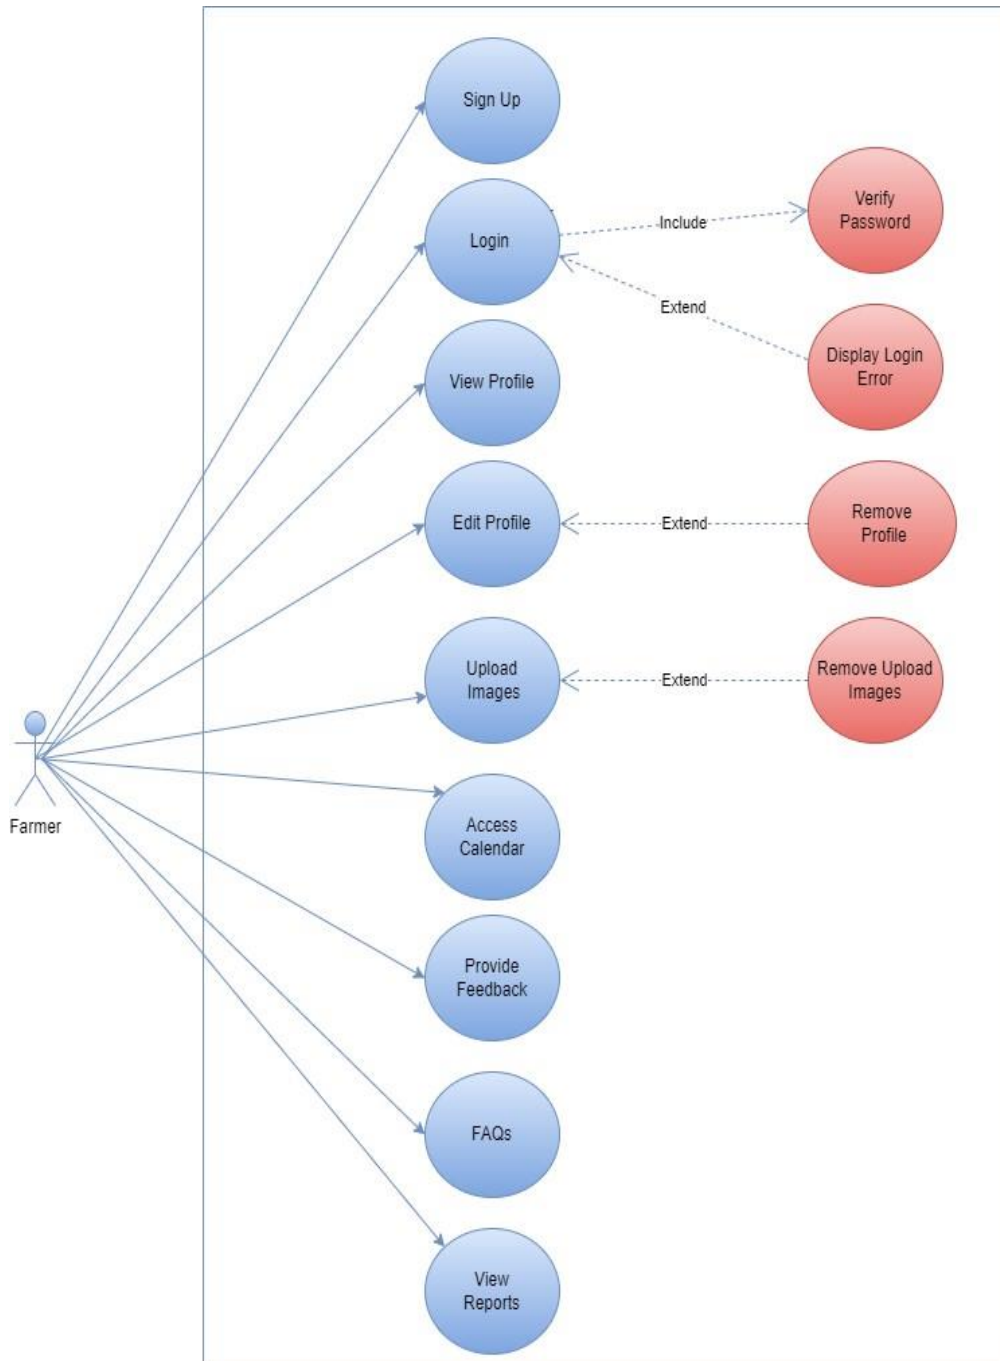 Sign Up
Login
Include
Verify
Password
Extend
Display Login
Error
View Profile
Edit Profile
Extend
Remove
Profile
Upload
Images
Extend
Remove Upload
Images
Farmer
Access
Calendar
Provide
Feedback
FAQs
View
Reports